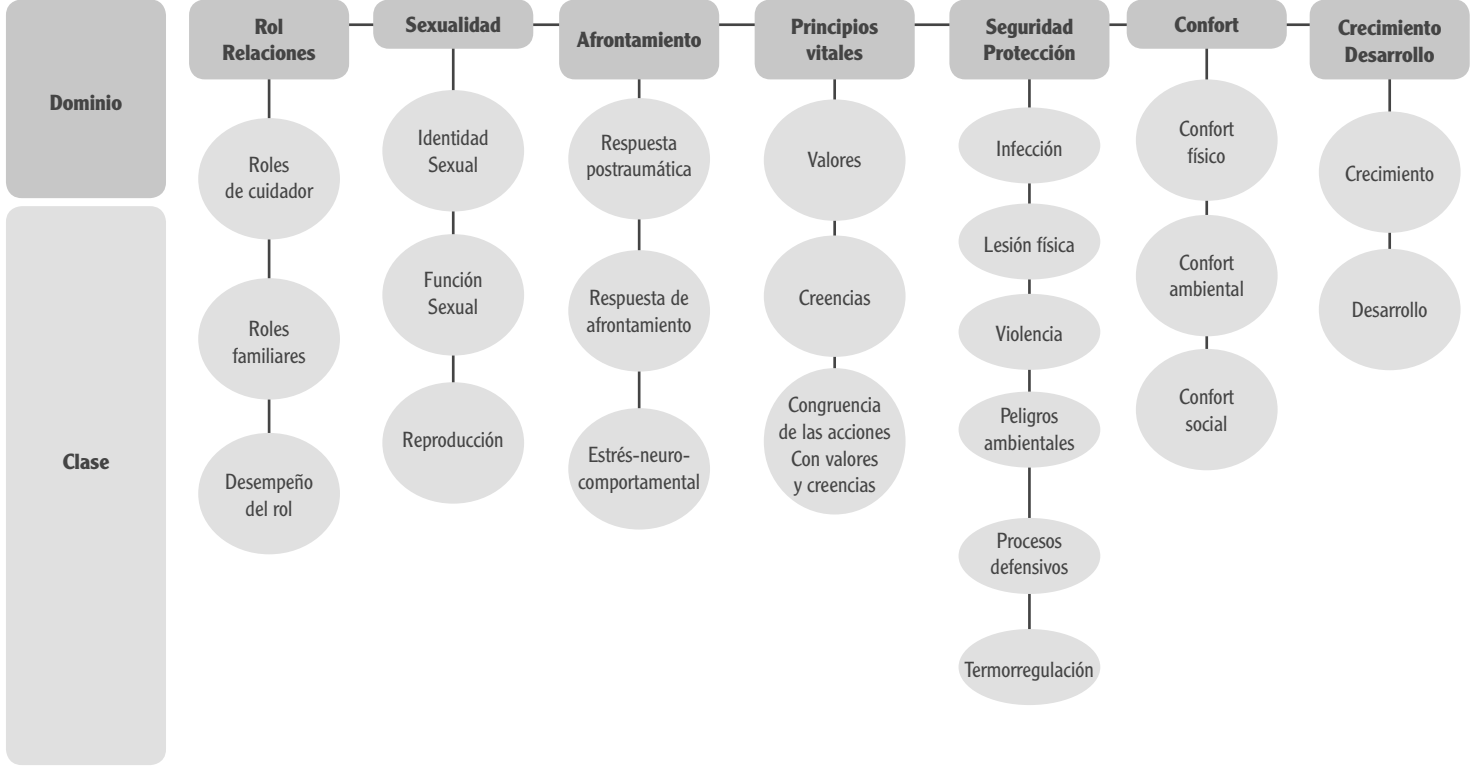 Dominio
Clase
Rol
Relaciones
Roles
de cuidador
Roles
familiares
Desempeño
del rol
Sexualidad
Identidad
Sexual
Función
Sexual
Reproducción
Afrontamiento
Respuesta
postraumática
Respuesta de
afrontamiento
Estrés-neuro-
comportamental
Principios
vitales
Valores
Creencias
Congruencia
de las acciones
Con valores
y creencias
Seguridad
Protección
Infección
Lesión física
Violencia
Peligros
ambientales
Procesos
defensivos
Termorregulación
Confort
Confort
físico
Confort
ambiental
Confort
social
Crecimiento
Desarrollo
Crecimiento
Desarrollo